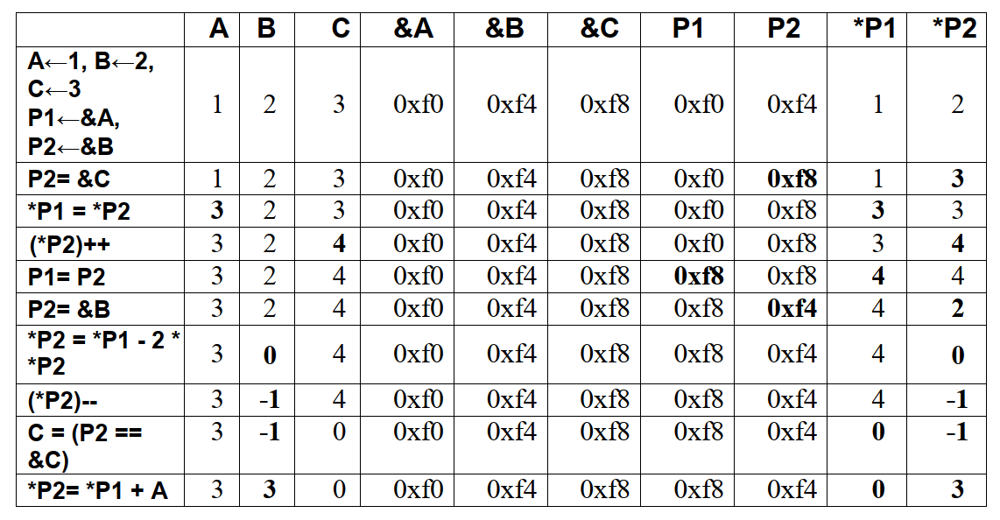 A B C &A &B &C P1 P2 *P1 *P2
A←1, B←2,
C←3
P1←&A,
P2←&B
1 2 3 0xf0 0xf4 0xf8 0xf0 0xf4 1 2
P2= &C 1 2 3 0xf0 0xf4 0xf8 0xf0 0xf8 1 3
*P1 = *P2 3 2 3 0xf0 0xf4 0xf8 0xf0 0xf8 3 3
(*P2)++ 3 2 4 0xf0 0xf4 0xf8 0xf0 0xf8 3 4
P1= P2 3 2 4 0xf0 0xf4 0xf8 0xf8 0xf8 4 4
P2= &B 3 2 4 0xf0 0xf4 0xf8 0xf8 0xf4 4 2
*P2 = *P1 - 2 *
*P2
3 0 4 0xf0 0xf4 0xf8 0xf8 0xf4 4 0
(*P2)-- 3 -1 4 0xf0 0xf4 0xf8 0xf8 0xf4 4 -1
C = (P2 ==
&C)
3 -1 0 0xf0 0xf4 0xf8 0xf8 0xf4 0 -1
*P2= *P1 + A 3 3 0 0xf0 0xf4 0xf8 0xf8 0xf4 0 3